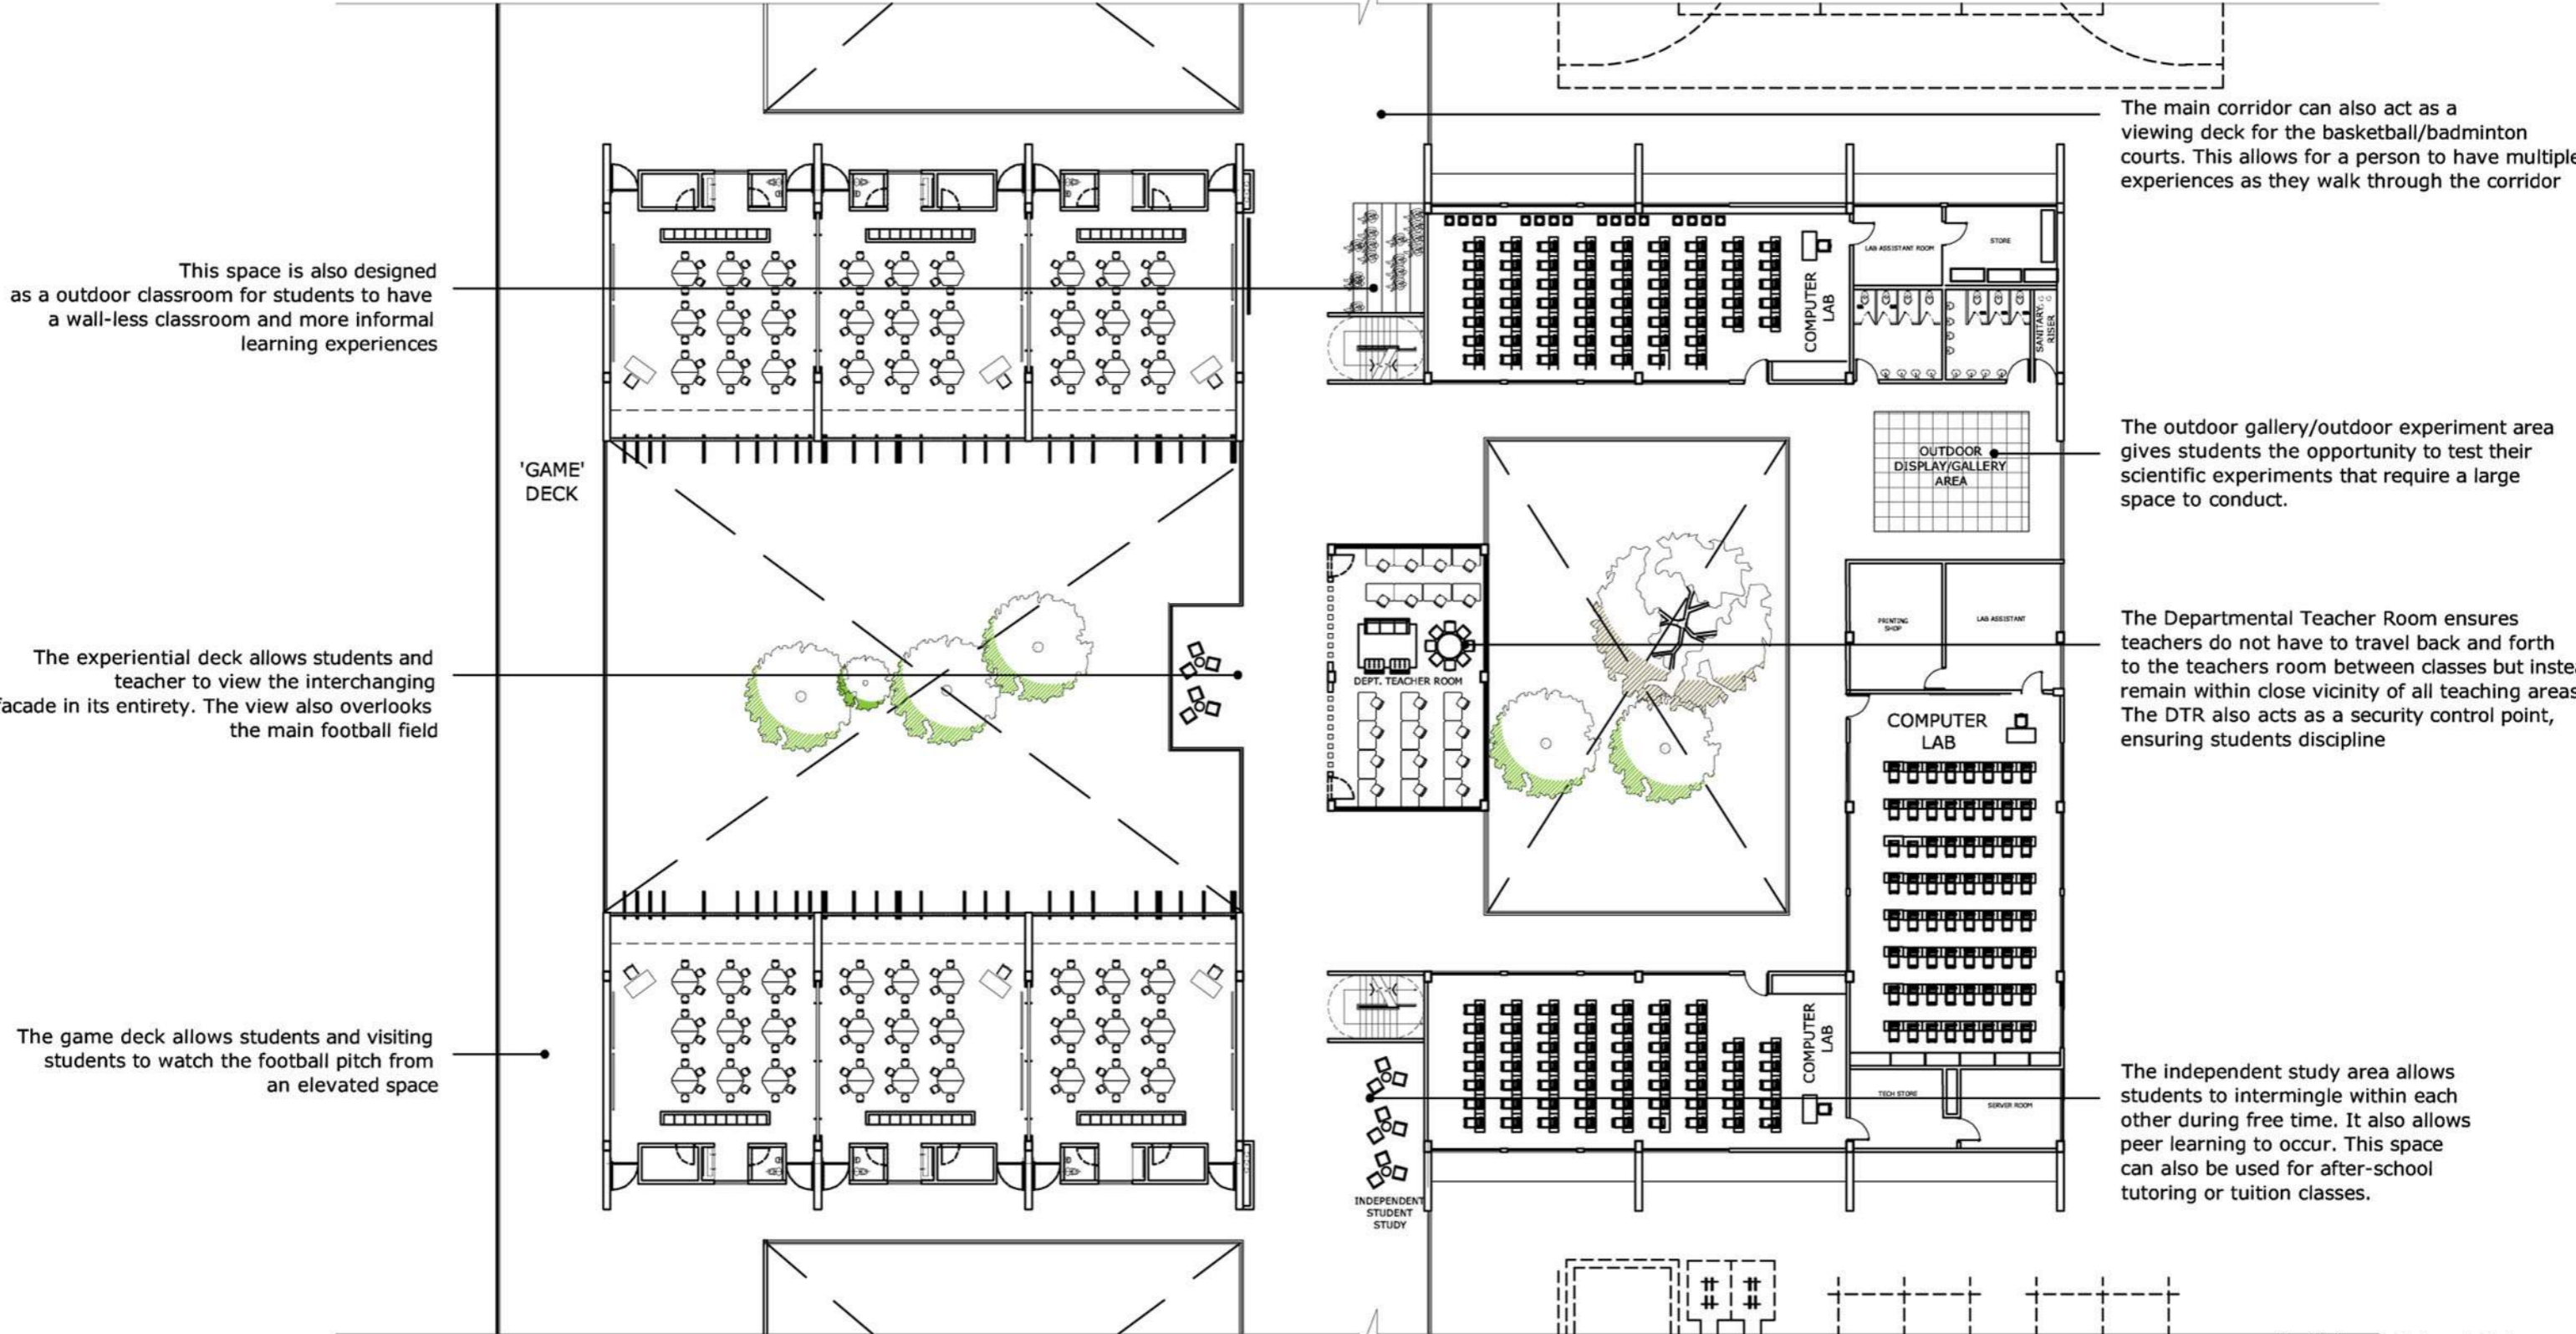 The main corridor can also act as a
viewing deck for the basketball/badminton
courts. This allows for a person to have multiple
experiences as they walk through the corridor
This space is also designed
as a outdoor classroom for students to have
a wall-less classroom and more informal
learning experiences
COMPUTER
LAB
LAB ASSISTANT ROOM
STORE
SANITARY
RISER
'GAME'
DECK
OUTDOOR
DISPLAY/GALLERY
AREA
The outdoor gallery/outdoor experiment area
gives students the opportunity to test their
scientific experiments that require a large
space to conduct.
The experiential deck allows students and
teacher to view the interchanging
facade in its entirety. The view also overlooks
the main football field
DEPT. TEACHER ROOM
PRINTING
SHOP
LAB ASSISTANT
The Departmental Teacher Room ensures
teachers do not have to travel back and forth
to the teachers room between classes but inste
remain within close vicinity of all teaching areas
The DTR also acts as a security control point,
ensuring students discipline
COMPUTER
LAB
The game deck allows students and visiting
students to watch the football pitch from
an elevated space
COMPUTER
LAB
TECH STORE
SERVER ROOM
INDEPENDENT
STUDENT
STUDY
The independent study area allows
students to intermingle within each
other during free time. It also allows
peer learning to occur. This space
can also be used for after-school
tutoring or tuition classes.